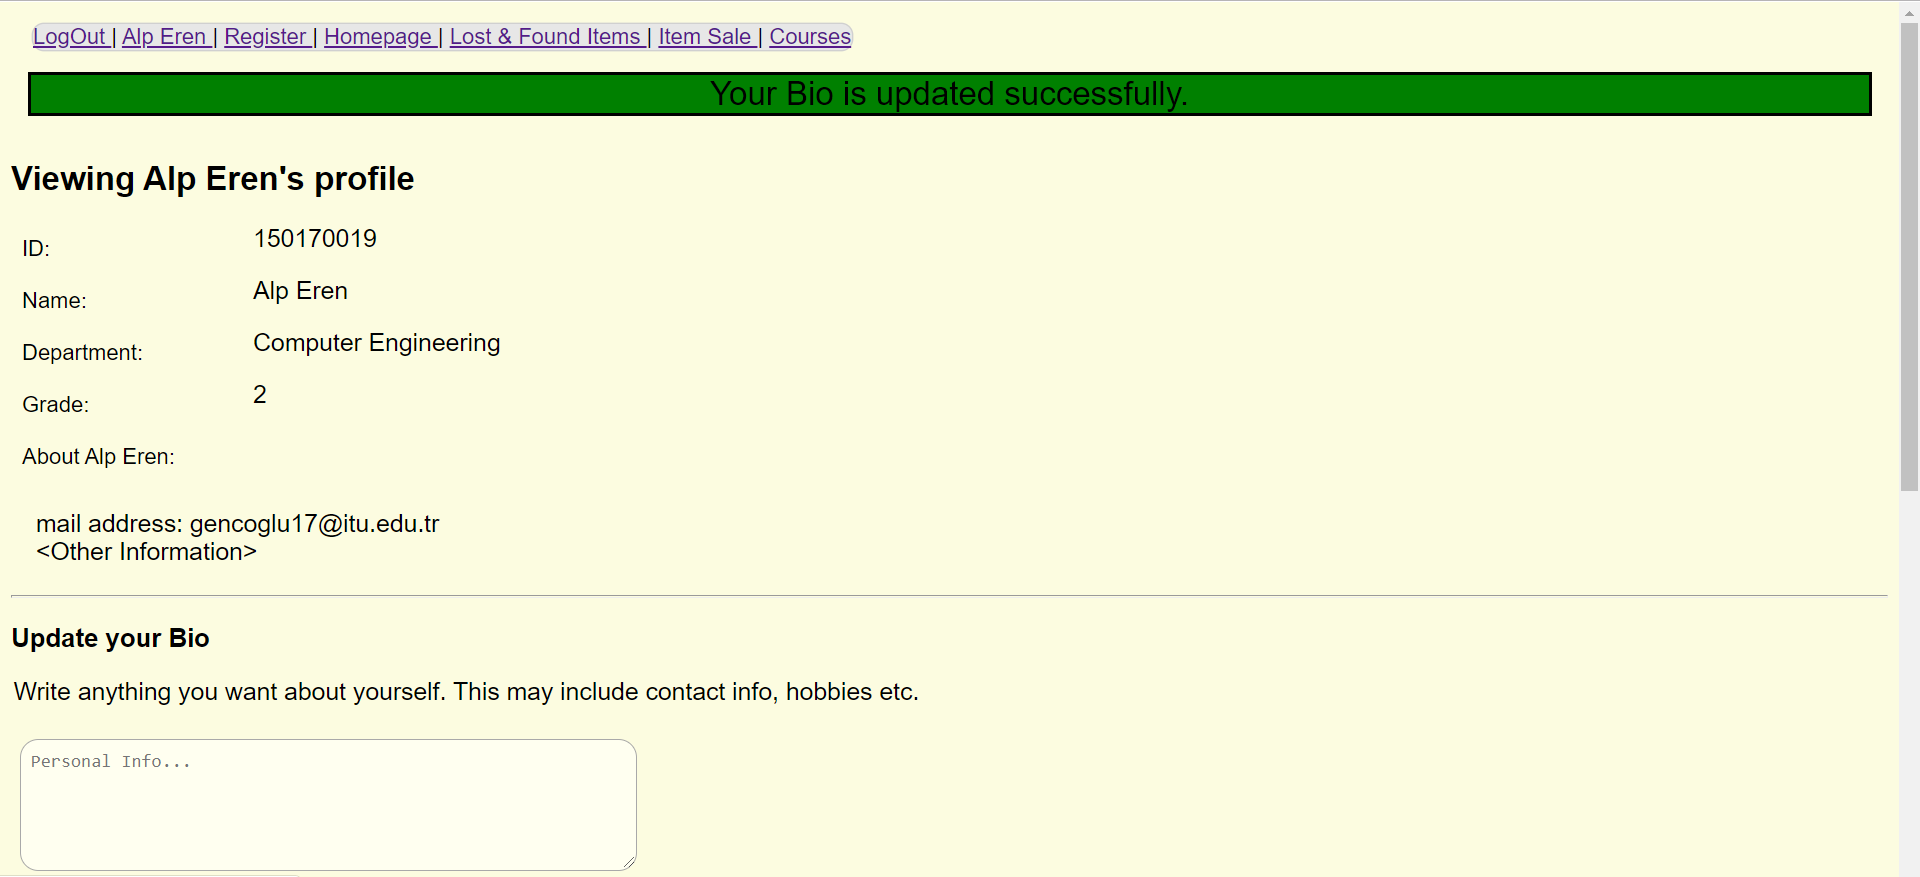 LogOut | Alp Eren | Register | Homepage | Lost & Found Items | Item Sale | Courses
Your Bio is updated successfully.
Viewing Alp Eren's profile
ID: 150170019
Name: Alp Eren
Department: Computer Engineering
Grade: 2
About Alp Eren:
mail address: gencoglu17@itu.edu.tr
<Other Information>
Update your Bio
Write anything you want about yourself. This may include contact info, hobbies etc.
Personal Info...